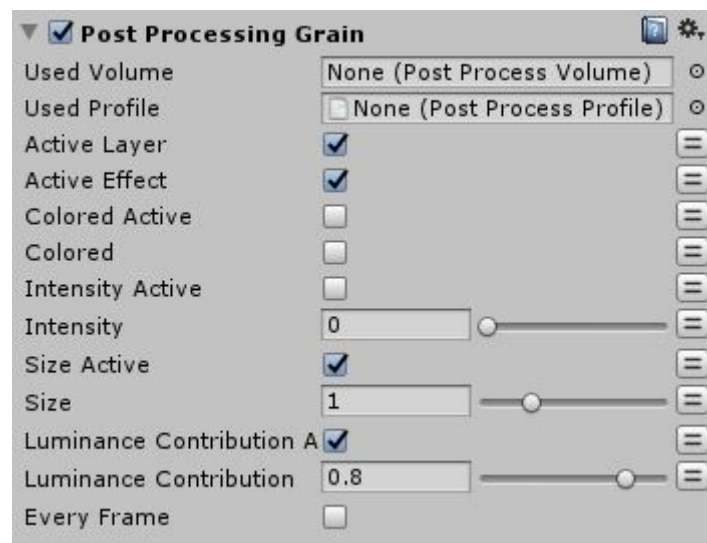 Post Processing Grain
Used Volume None (Post Process Volume)
Used Profile None (Post Process Profile)
Active Layer
Active Effect
Colored Active
Colored
Intensity Active
Intensity 0
Size Active
Size 1
Luminance Contribution A
Luminance Contribution 0.8
Every Frame